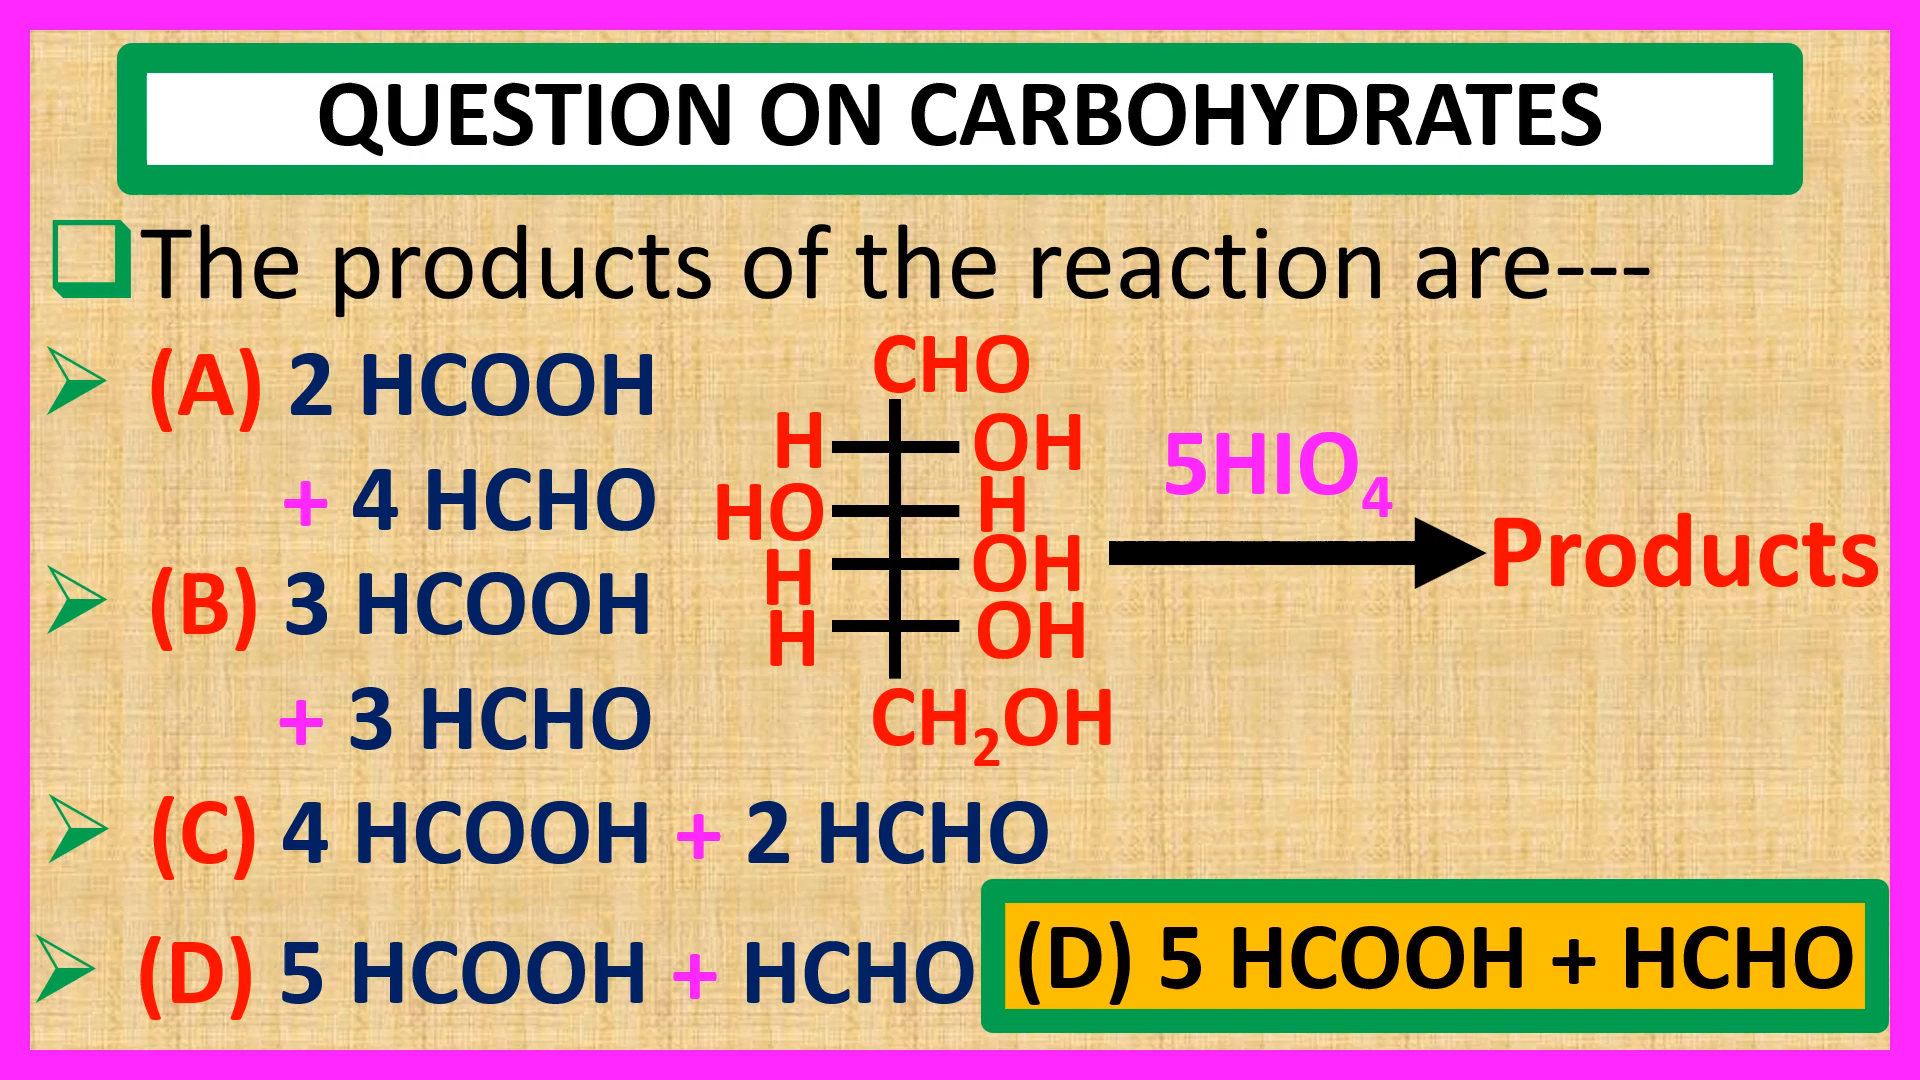 QUESTION ON CARBOHYDRATES
The products of the reaction are---
(A) 2 HCOOH
+ 4 HCHO
(B) 3 HCOOH
+ 3 HCHO
(C) 4 HCOOH + 2 HCHO
(D) 5 HCOOH + HCHO
CHO
H OH
HO H
H OH
H OH
CH₂OH
5HIO₄
Products
(D) 5 HCOOH + HCHO